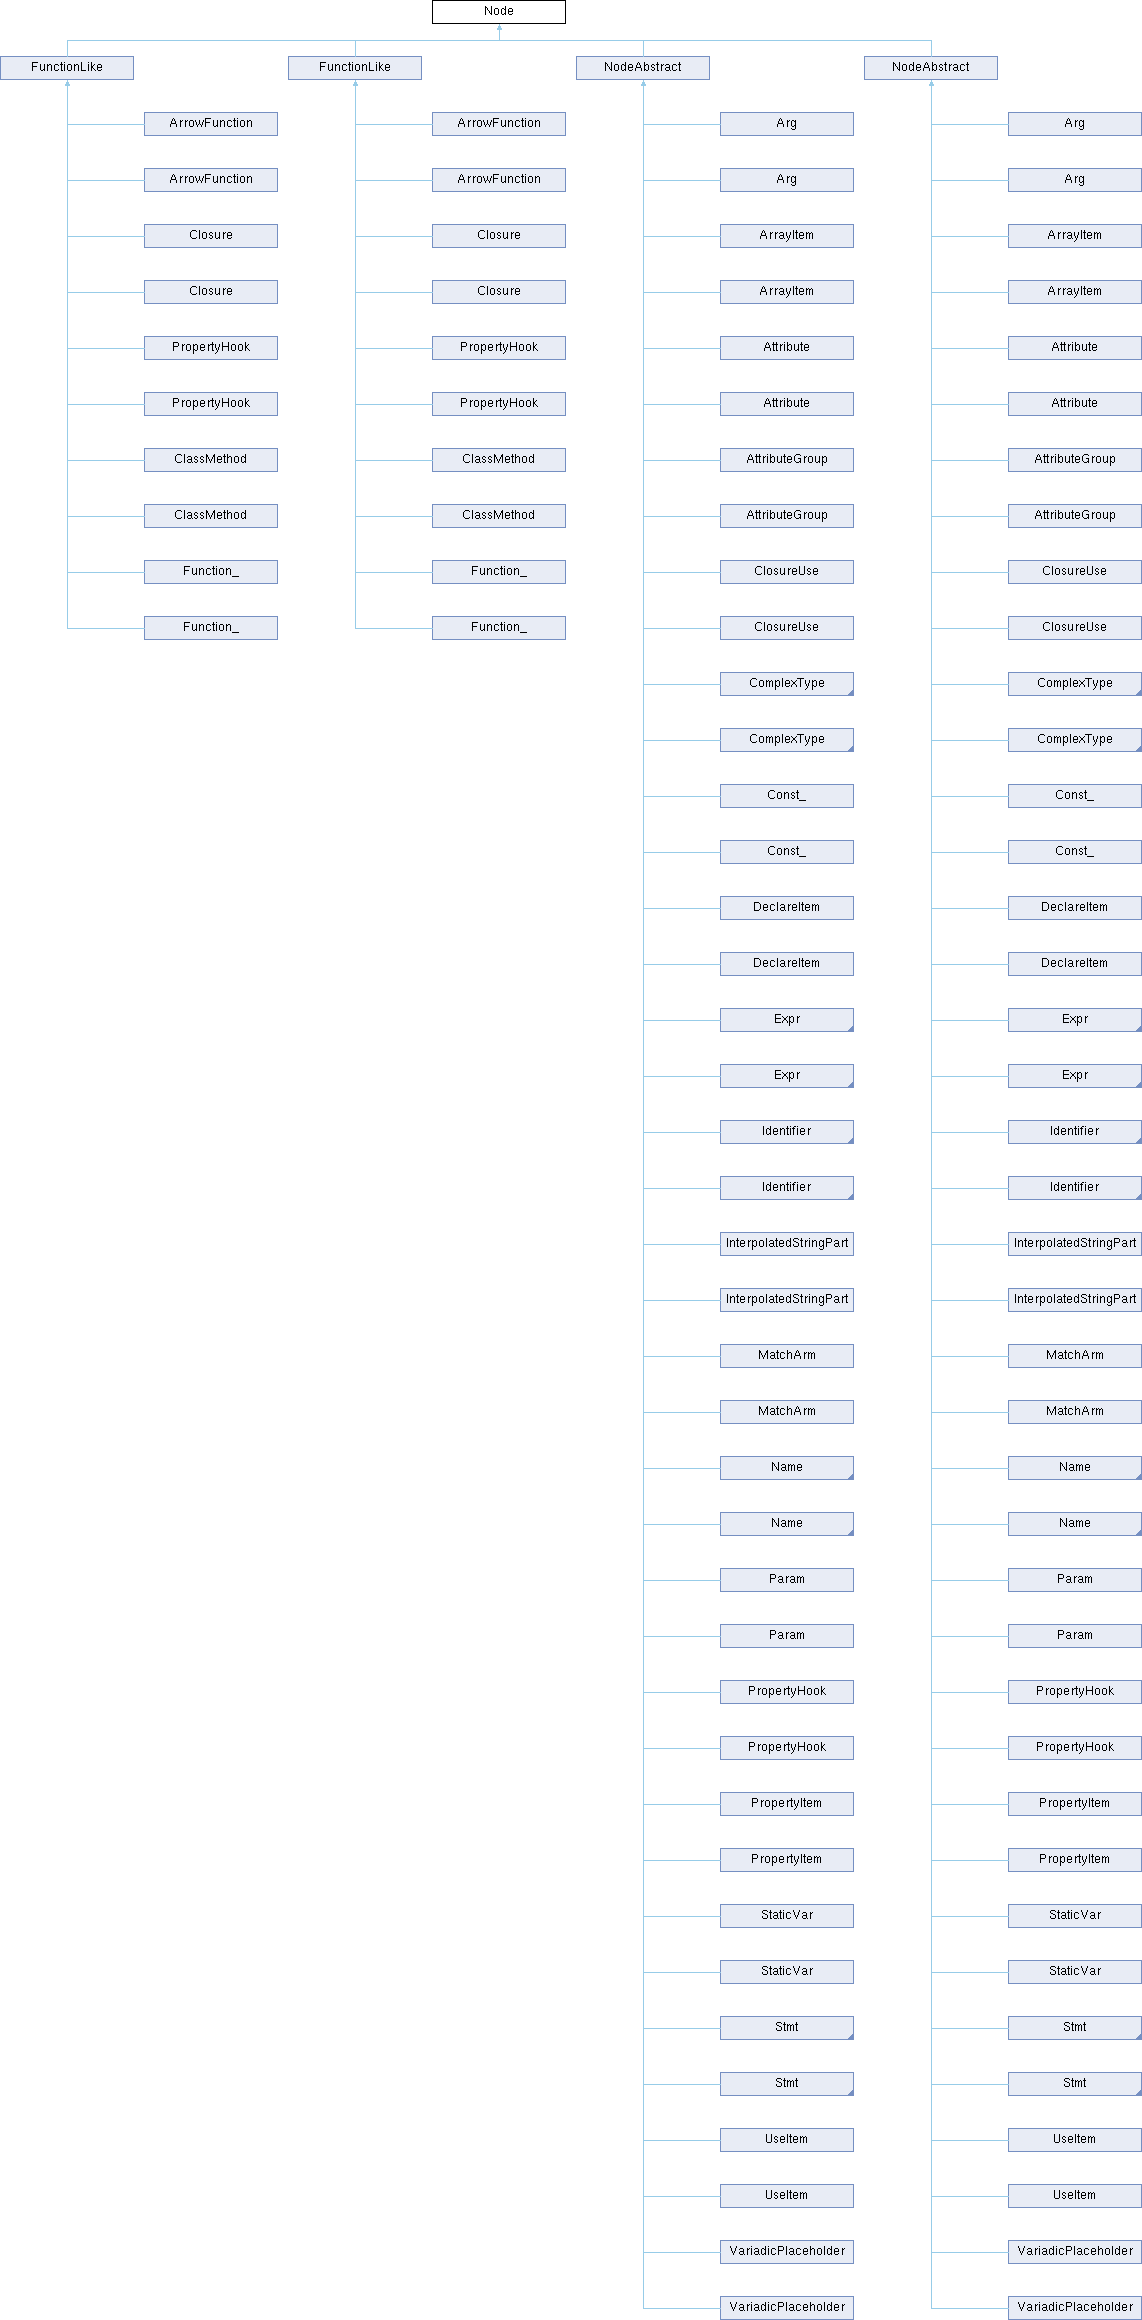 Node
FunctionLike FunctionLike NodeAbstract NodeAbstract
ArrowFunction ArrowFunction Arg Arg
ArrowFunction ArrowFunction Arg Arg
Closure Closure ArrayItem ArrayItem
Closure Closure ArrayItem ArrayItem
PropertyHook PropertyHook Attribute Attribute
PropertyHook PropertyHook Attribute Attribute
ClassMethod ClassMethod AttributeGroup AttributeGroup
ClassMethod ClassMethod AttributeGroup AttributeGroup
Function_ Function_ ClosureUse ClosureUse
Function_ Function_ ClosureUse ClosureUse
ComplexType ComplexType
ComplexType ComplexType
Const_ Const_
Const_ Const_
DeclareItem DeclareItem
DeclareItem DeclareItem
Expr Expr
Expr Expr
Identifier Identifier
Identifier Identifier
InterpolatedStringPart InterpolatedStringPart
InterpolatedStringPart InterpolatedStringPart
MatchArm MatchArm
MatchArm MatchArm
Name Name
Name Name
Param Param
Param Param
PropertyHook PropertyHook
PropertyHook PropertyHook
PropertyItem PropertyItem
PropertyItem PropertyItem
StaticVar StaticVar
StaticVar StaticVar
Stmt Stmt
Stmt Stmt
UseItem UseItem
UseItem UseItem
VariadicPlaceholder VariadicPlaceholder
VariadicPlaceholder VariadicPlaceholder